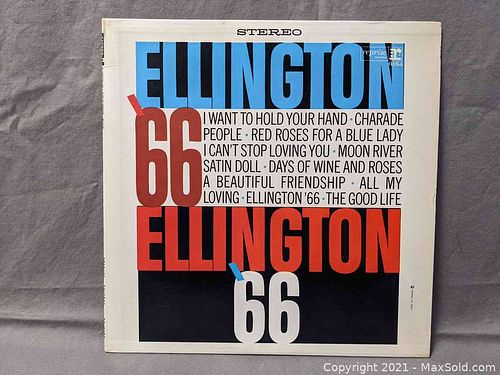 STEREO
ELLINGTON
reprise r:
'66
I WANT TO HOLD YOUR HAND • CHARADE
PEOPLE • RED ROSES FOR A BLUE LADY
I CAN'T STOP LOVING YOU • MOON RIVER
SATIN DOLL • DAYS OF WINE AND ROSES
A BEAUTIFUL FRIENDSHIP • ALL MY
LOVING • ELLINGTON '66 • THE GOOD LIFE
ELLINGTON
'66
Copyright © 2021 - MaxSold.com